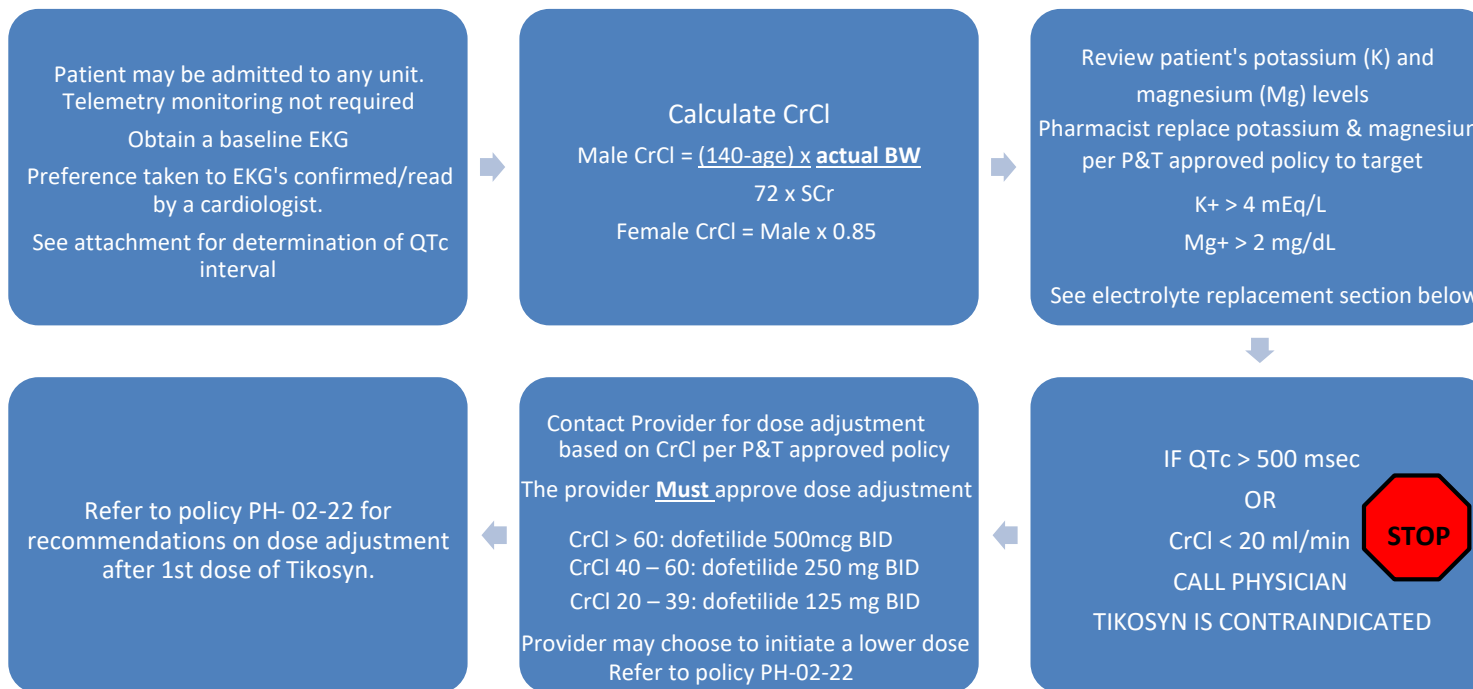 Patient may be admitted to any unit.
Telemetry monitoring not required
Obtain a baseline EKG
Preference taken to EKG's confirmed/read
by a cardiologist.
See attachment for determination of QTc
interval
Calculate CrCl
Male CrCl = (140-age) x actual BW
72 x SCr
Female CrCl = Male x 0.85
Review patient's potassium (K) and
magnesium (Mg) levels
Pharmacist replace potassium & magnesium
per P&T approved policy to target
K+ > 4 mEq/L
Mg+ > 2 mg/dL
See electrolyte replacement section below
IF QTc > 500 msec
OR
CrCl < 20 ml/min
CALL PHYSICIAN
TIKOSYN IS CONTRAINDICATED
STOP
Contact Provider for dose adjustment
based on CrCl per P&T approved policy
The provider Must approve dose adjustment
CrCl > 60: dofetilide 500mcg BID
CrCl 40 – 60: dofetilide 250 mg BID
CrCl 20 – 39: dofetilide 125 mg BID
Provider may choose to initiate a lower dose
Refer to policy PH-02-22
Refer to policy PH- 02-22 for
recommendations on dose adjustment
after 1st dose of Tikosyn.